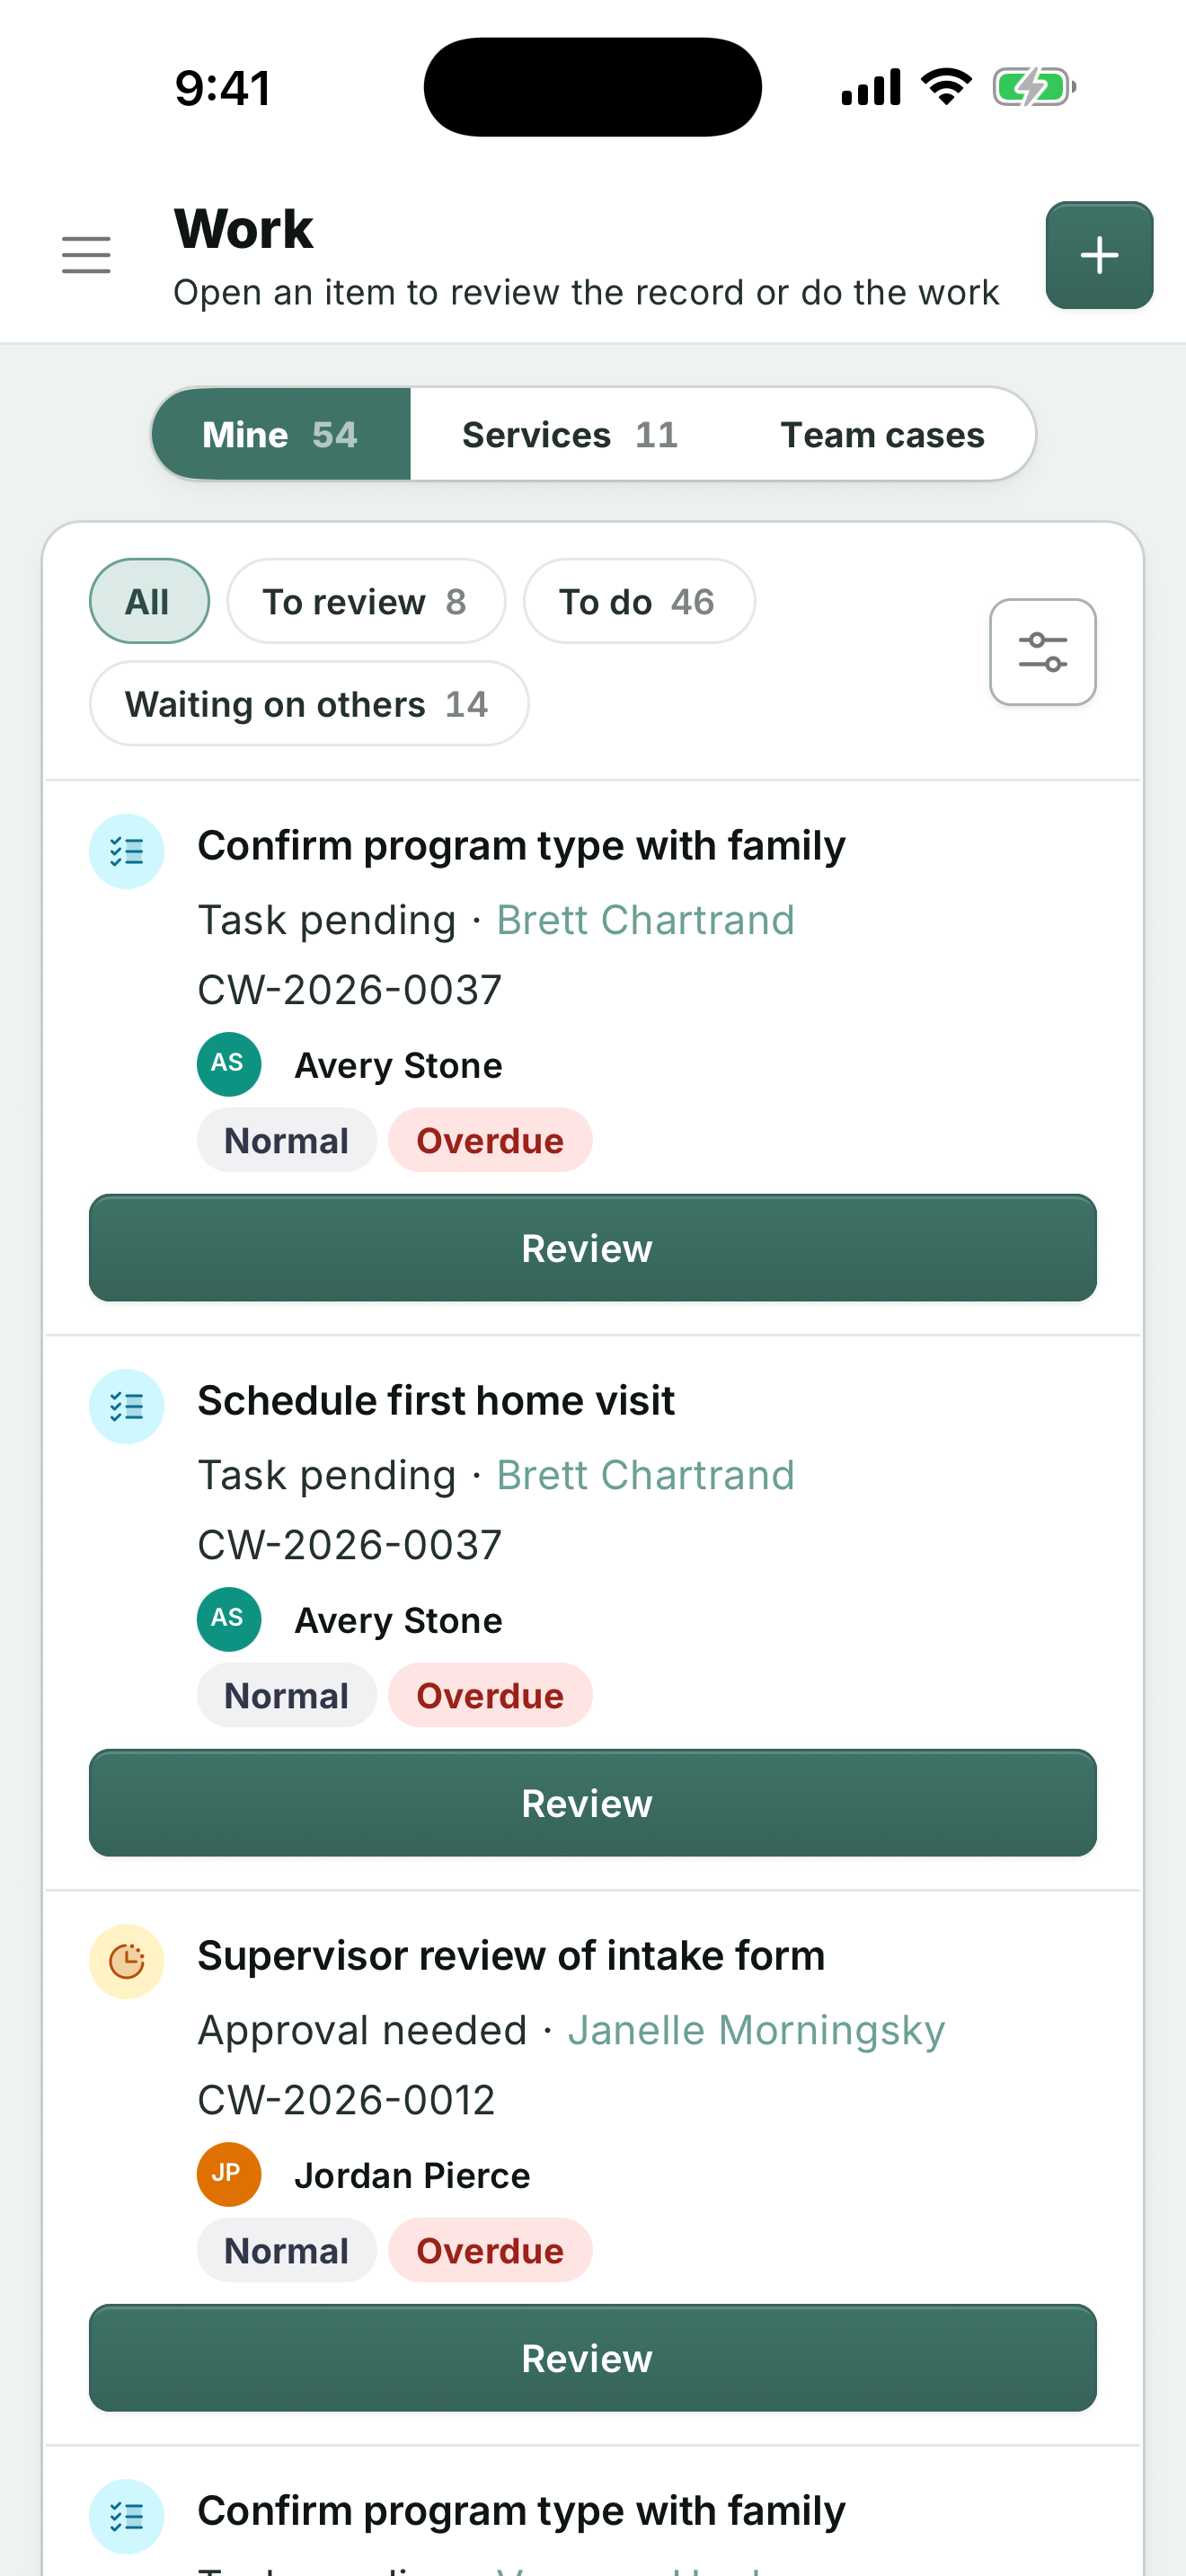 9:41
Work
Open an item to review the record or do the work
Mine 54 Services 11 Team cases
All To review 8 To do 46
Waiting on others 14
Confirm program type with family
Task pending · Brett Chartrand
CW-2026-0037
AS Avery Stone
Normal Overdue
Review
Schedule first home visit
Task pending · Brett Chartrand
CW-2026-0037
AS Avery Stone
Normal Overdue
Review
Supervisor review of intake form
Approval needed · Janelle Morningsky
CW-2026-0012
JP Jordan Pierce
Normal Overdue
Review
Confirm program type with family